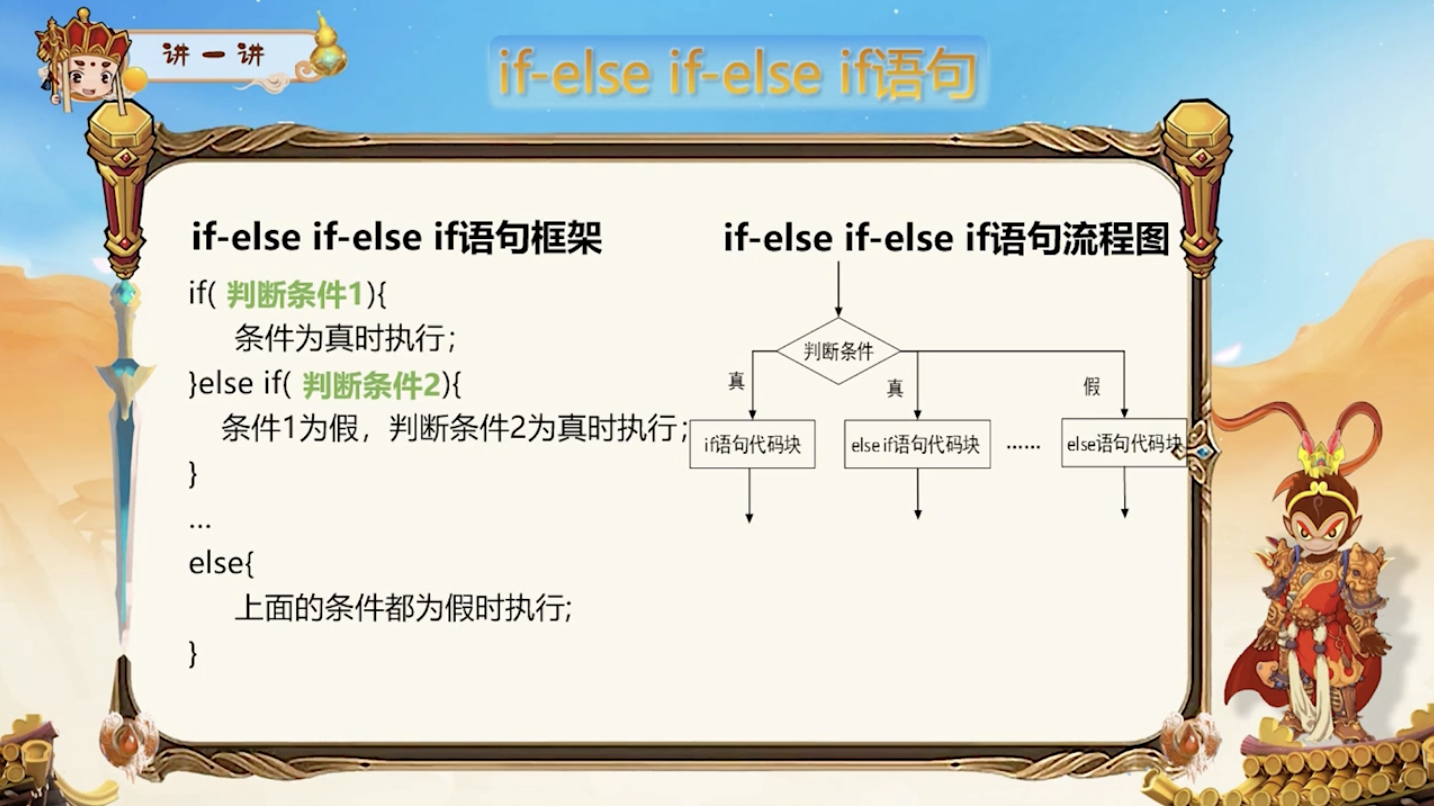 讲一讲
if-else if-else if语句
if-else if-else if语句框架
if( 判断条件1){
条件为真时执行;
}else if( 判断条件2){
条件1为假，判断条件2为真时执行;
}
...
else{
上面的条件都为假时执行;
}
if-else if-else if语句流程图
判断条件
真
真
假
if语句代码块
else if语句代码块
......
else语句代码块